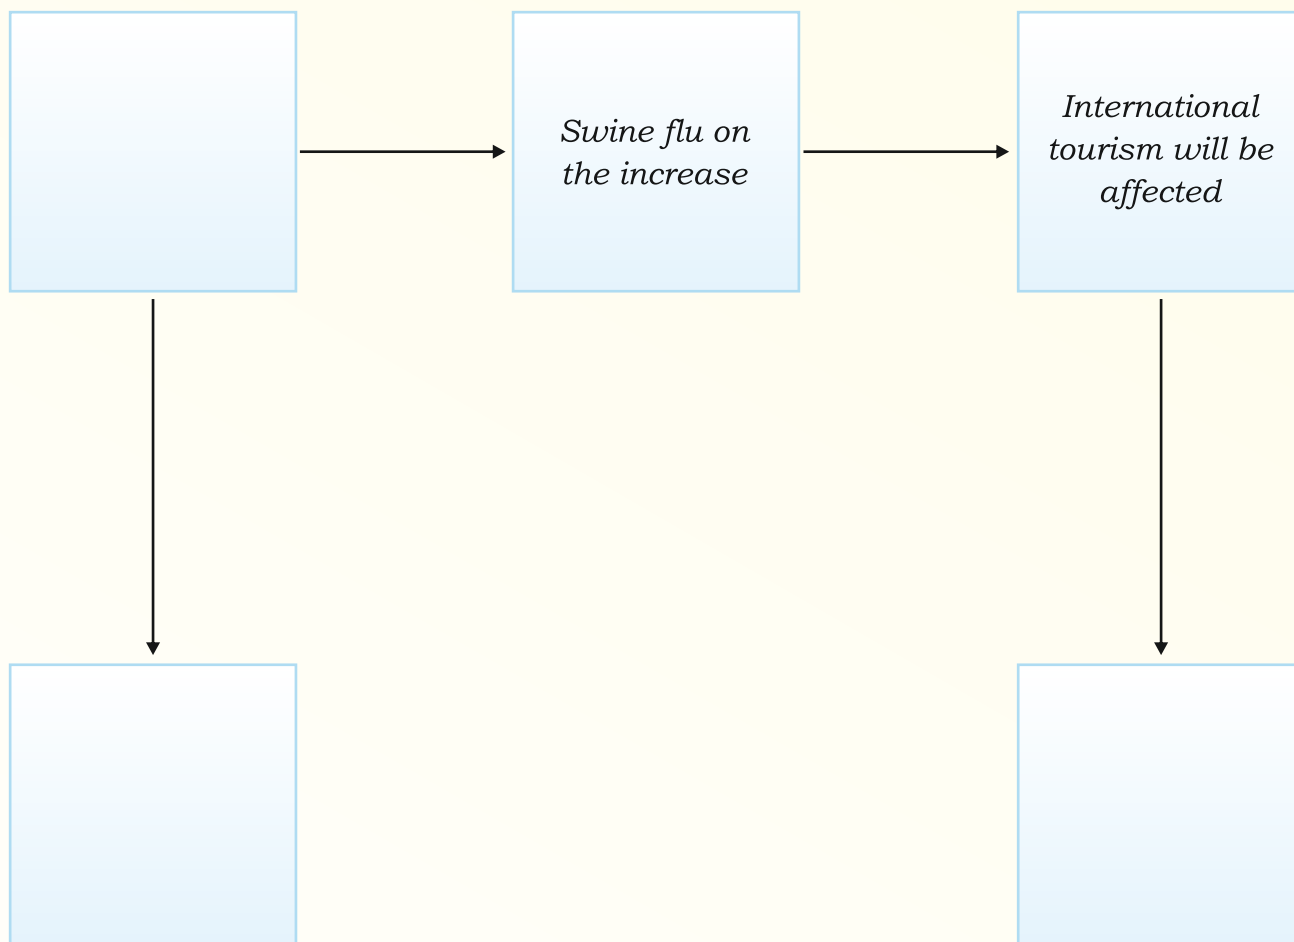 Swine flu on
the increase
International
tourism will be
affected